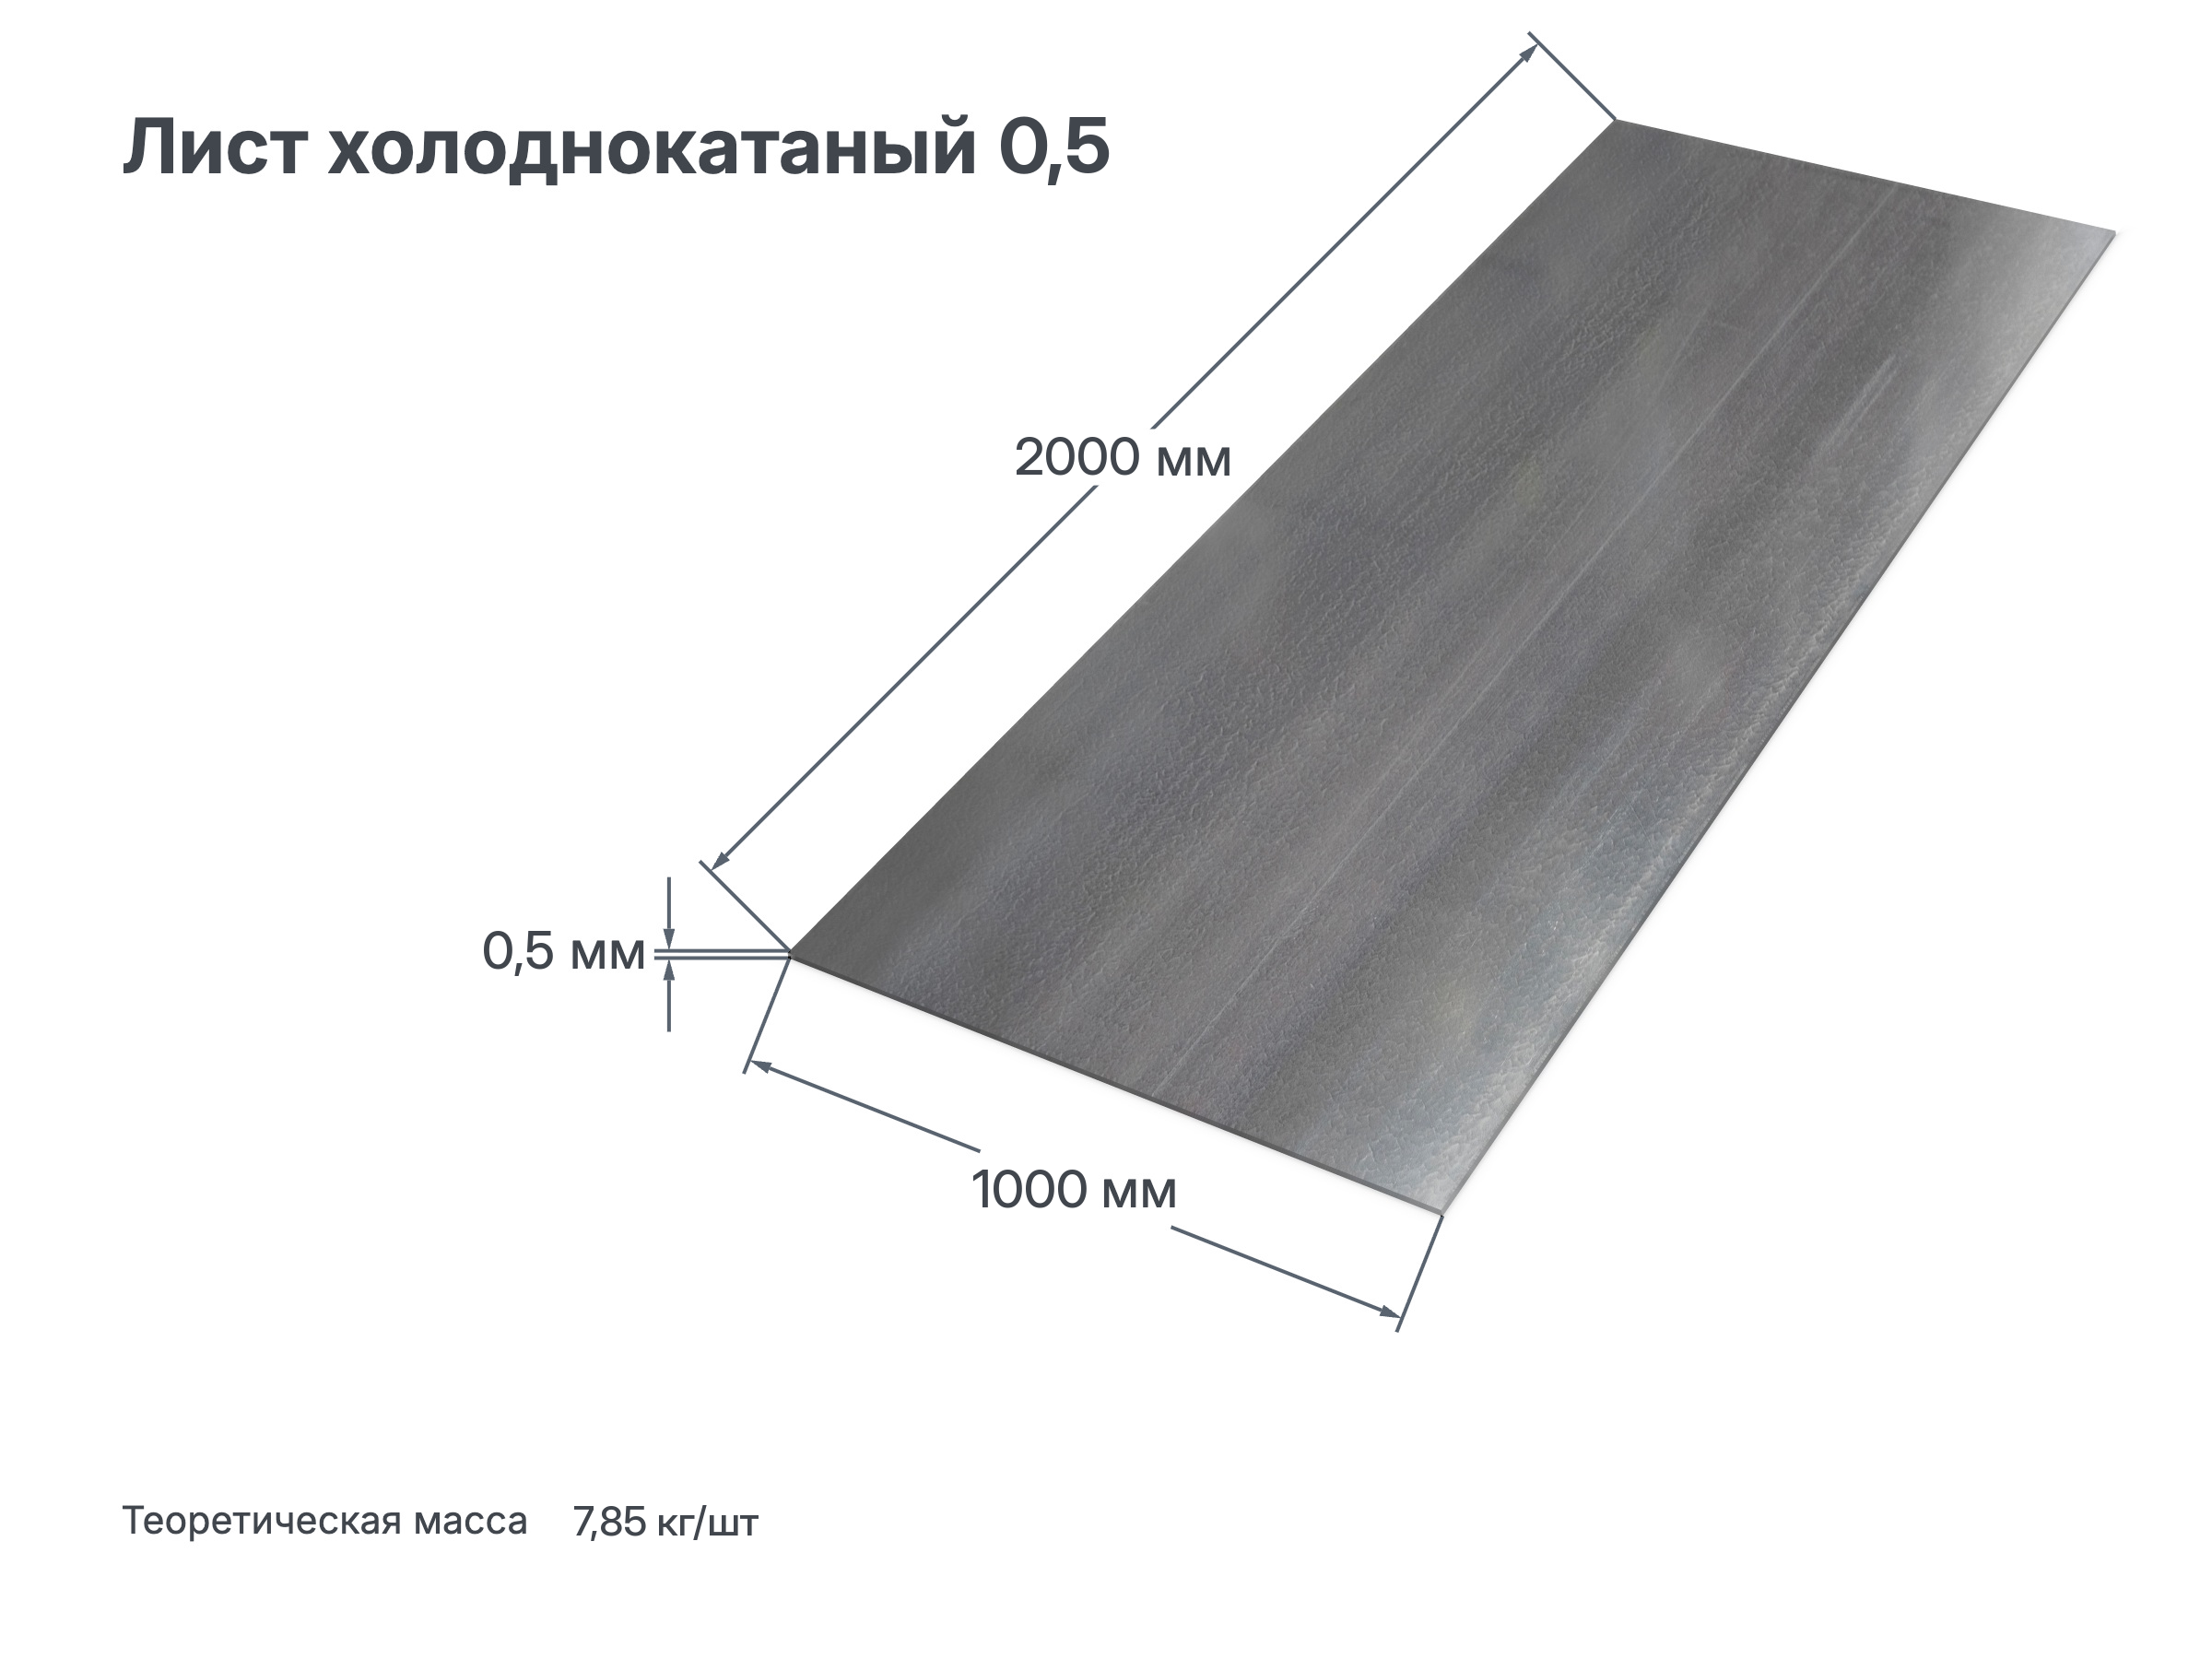 Лист холоднокатаный 0,5
2000 мм
0,5 мм
1000 мм
Теоретическая масса 7,85 кг/шт